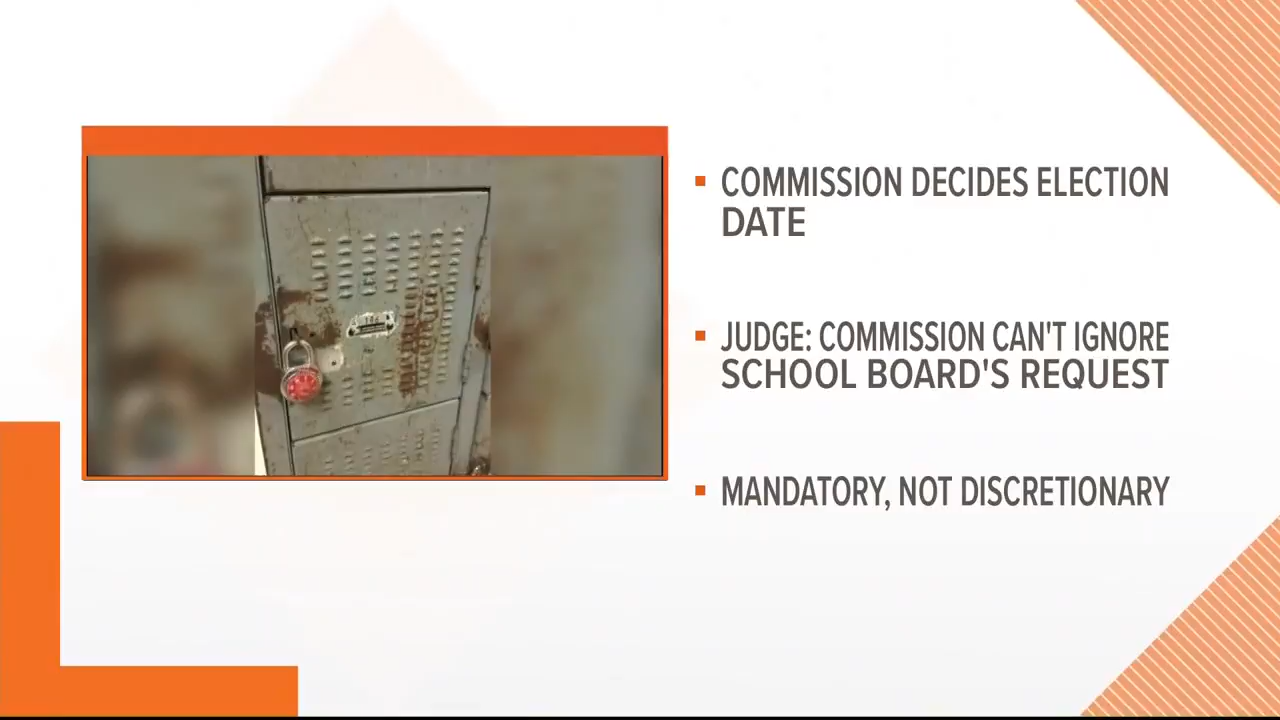 COMMISSION DECIDES ELECTION
DATE
JUDGE: COMMISSION CAN'T IGNORE
SCHOOL BOARD'S REQUEST
MANDATORY, NOT DISCRETIONARY